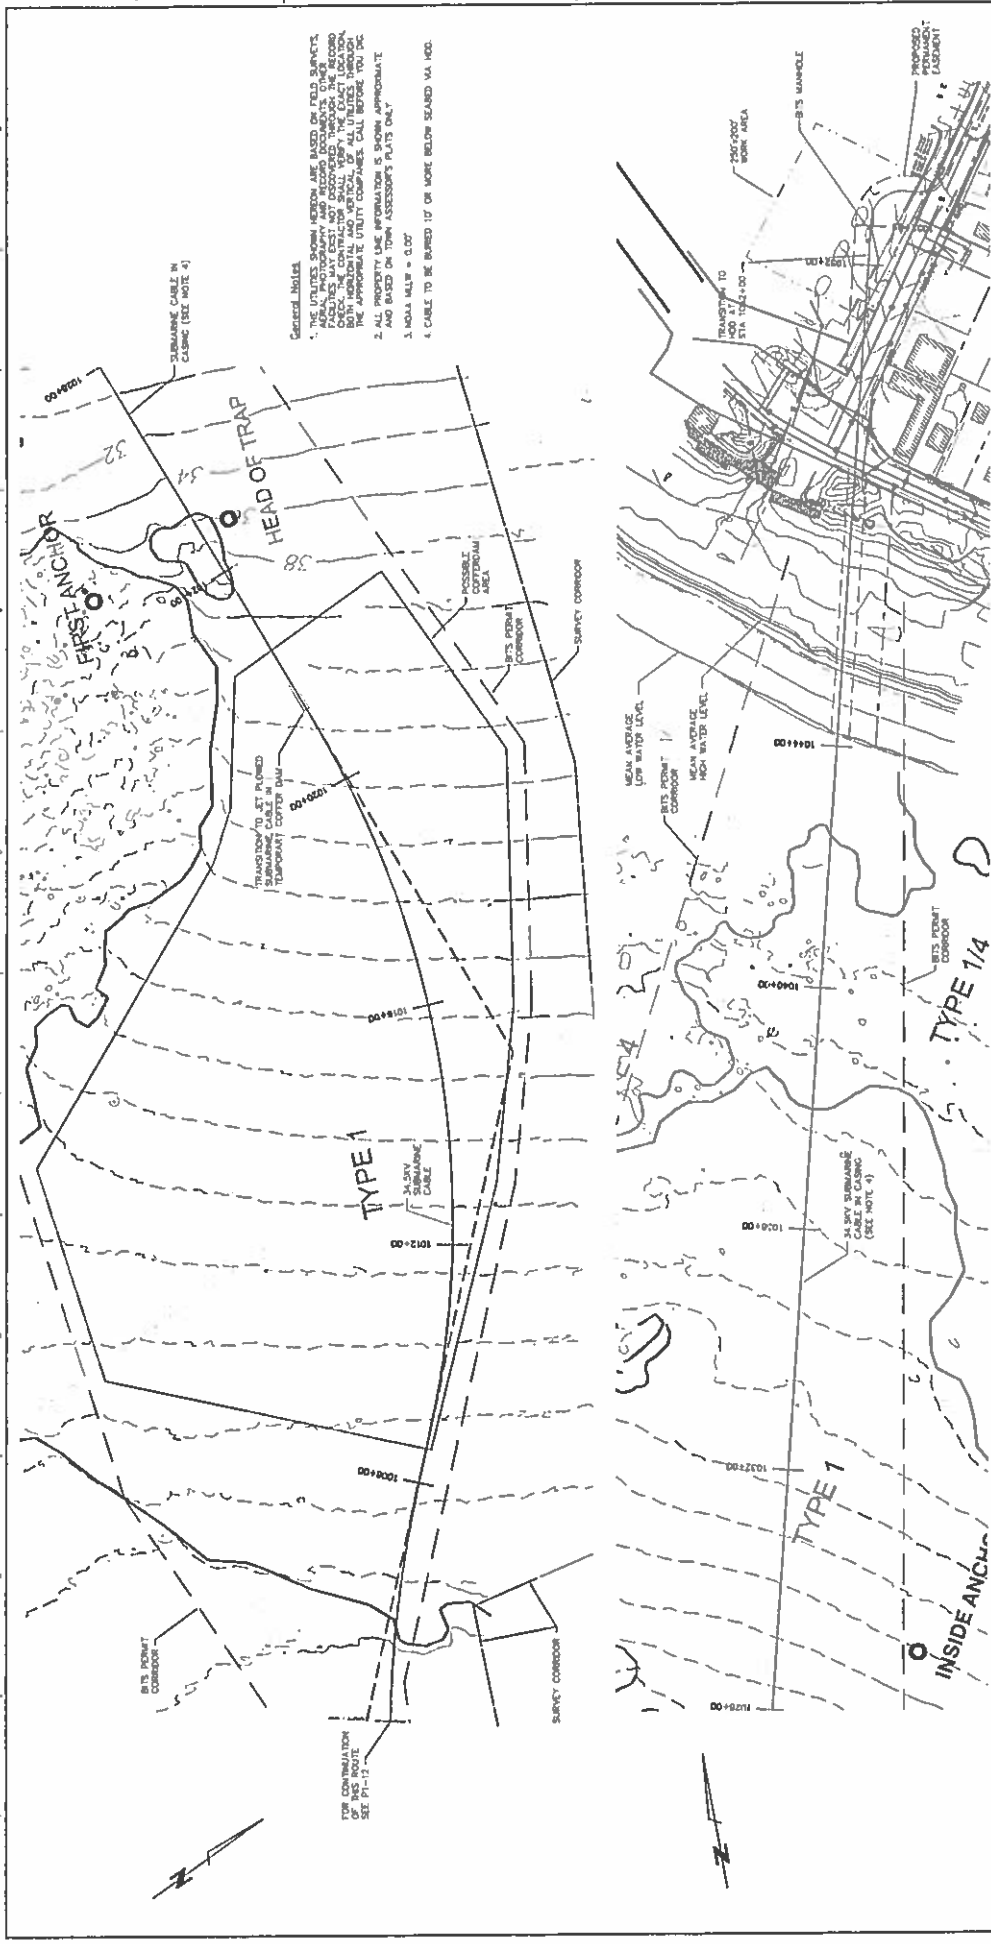 General Notes
1. THE UTILITIES SHOWN HEREON ARE BASED ON FIELD SURVEYS,
AERIAL PHOTOGRAPHY AND RECORD DOCUMENTS. OTHER
FACILITIES MAY EXIST NOT DISCOVERED THROUGH THE RECORD
CHECK. THE CONTRACTOR SHALL VERIFY THE EXACT LOCATION,
BOTH HORIZONTAL AND VERTICAL, OF ALL UTILITIES THROUGH
THE APPROPRIATE UTILITY COMPANIES. CALL BEFORE YOU DIG.
2. ALL PROPERTY LINE INFORMATION IS SHOWN APPROXIMATE
AND BASED ON TOWN ASSESSOR'S PLATS ONLY
3. NOAA MLLW = 0.00'
4. CABLE TO BE BURIED 10' OR MORE BELOW SEABED VIA HDD.
SUBMARINE CABLE IN
CASING (SEE NOTE 4)
1028+00
32
34
38
FIRST ANCHOR
HEAD OF TRAP
POSSIBLE
COFFERDAM
AREA
BITS PERMIT
CORRIDOR
SURVEY CORRIDOR
TRANSITION TO JET PLOWED
SUBMARINE CABLE IN
TEMPORARY COFFER DAM
1020+00
1016+00
TYPE 1
34.5KV
SUBMARINE
CABLE
1012+00
1008+00
BITS PERMIT
CORRIDOR
SURVEY CORRIDOR
FOR CONTINUATION
OF THIS ROUTE
SEE P1-12
N
PROPOSED
PERMANENT
EASEMENT
BITS MANHOLE
250'x200'
WORK AREA
1052+00
TRANSITION TO
HDD AT
MEAN AVERAGE
LOW WATER LEVEL
MEAN AVERAGE
HIGH WATER LEVEL
BITS PERMIT
CORRIDOR
1044+00
1040+00
BITS PERMIT
CORRIDOR
TYPE 1/4
34.5KV SUBMARINE
CABLE IN CASING
(SEE NOTE 4)
1036+00
1032+00
TYPE 1
INSIDE ANCHO
N